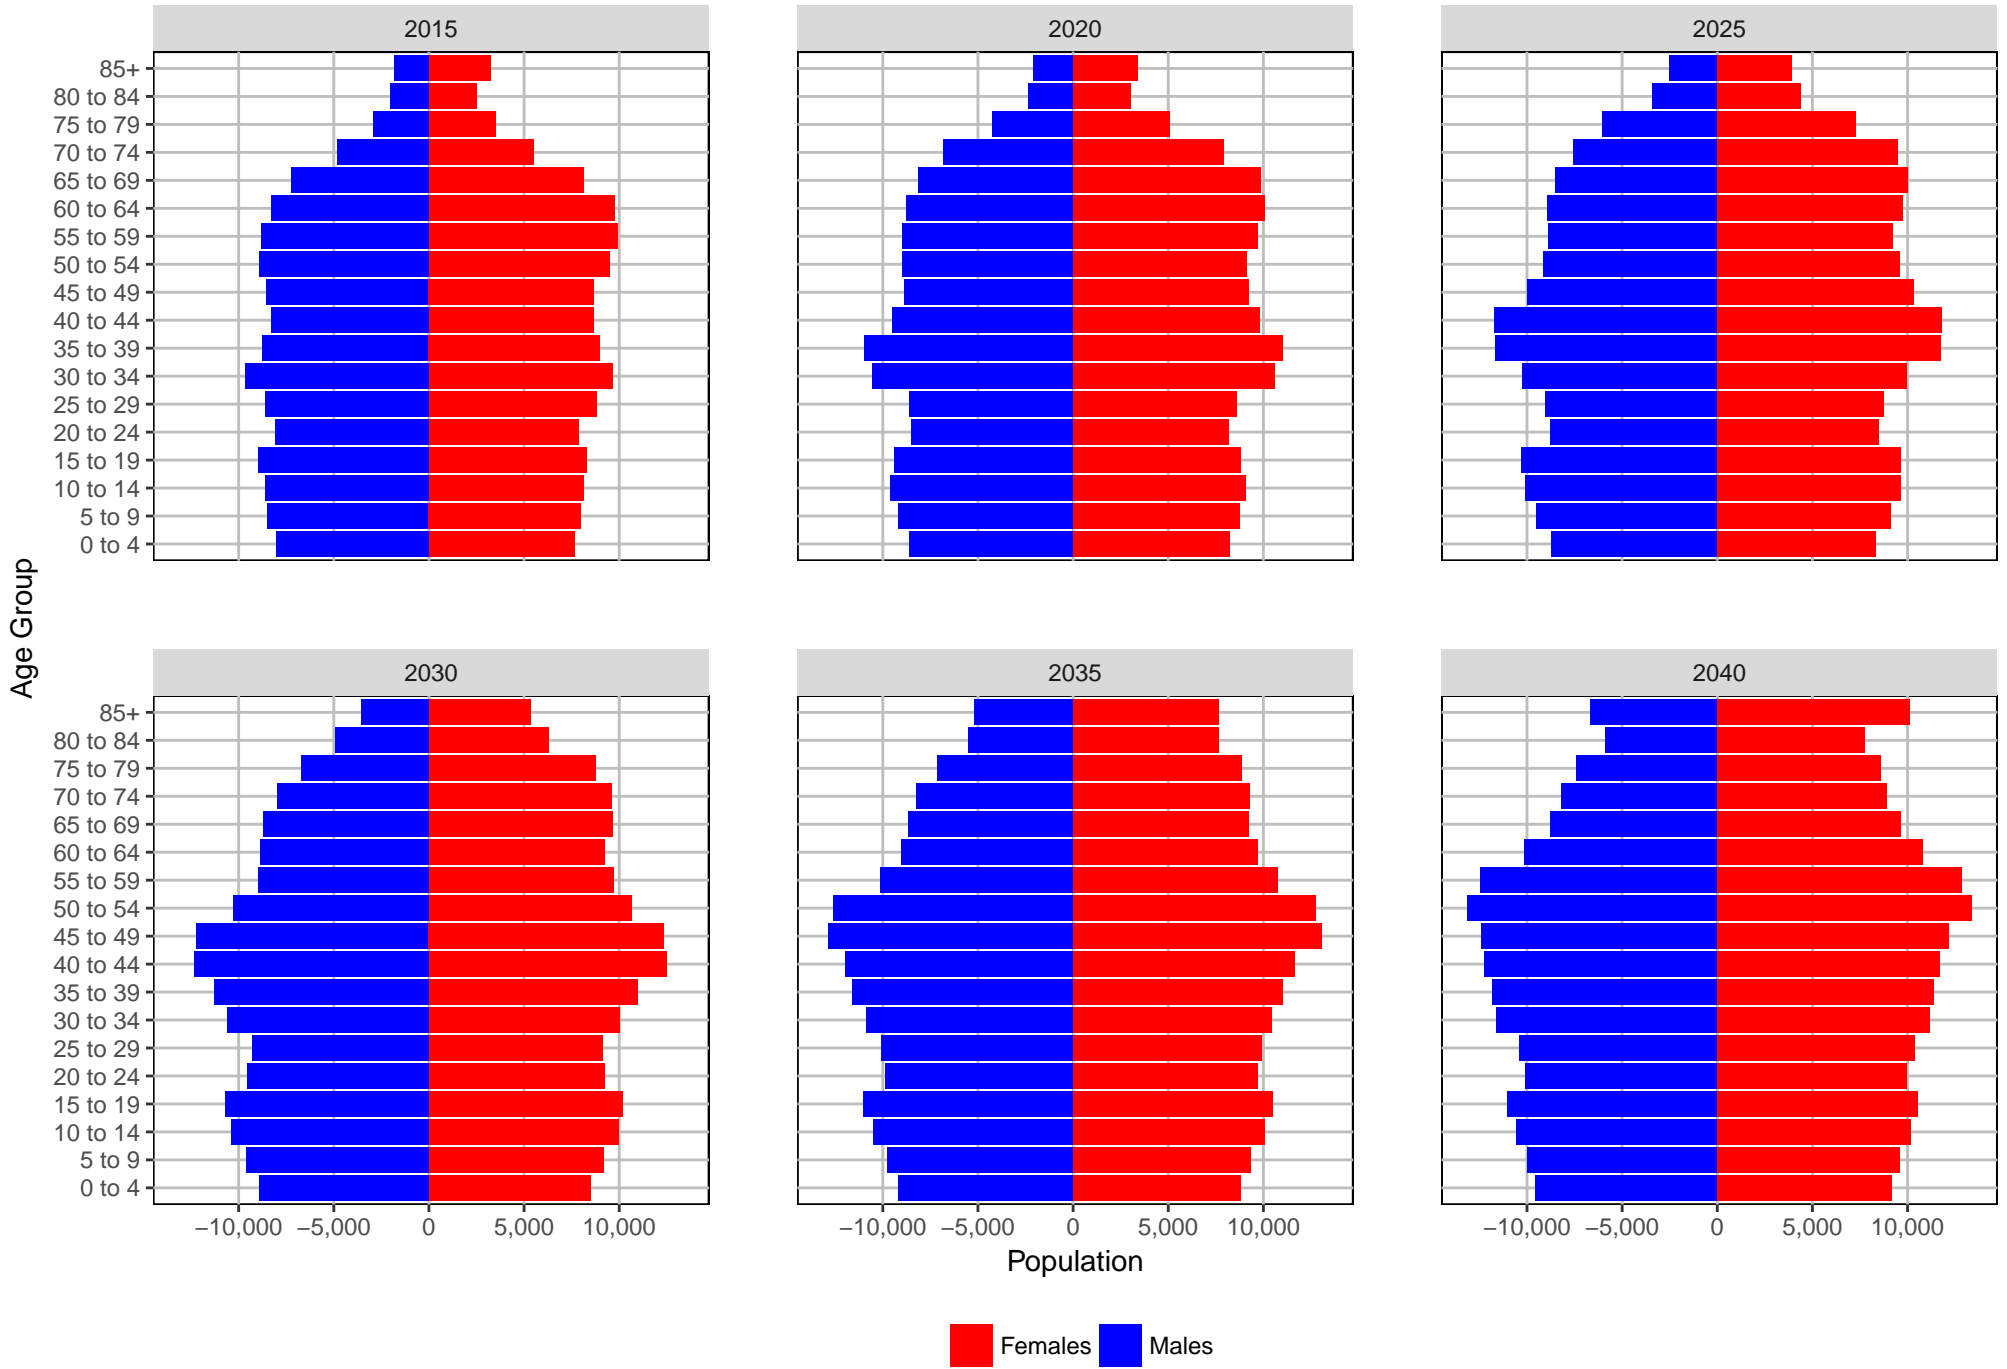 2015
2020
2025
85+
80 to 84
75 to 79
70 to 74
65 to 69
60 to 64
55 to 59
50 to 54
45 to 49
40 to 44
35 to 39
30 to 34
25 to 29
20 to 24
15 to 19
10 to 14
5 to 9
0 to 4
Age Group
2030
2035
2040
85+
80 to 84
75 to 79
70 to 74
65 to 69
60 to 64
55 to 59
50 to 54
45 to 49
40 to 44
35 to 39
30 to 34
25 to 29
20 to 24
15 to 19
10 to 14
5 to 9
0 to 4
−10,000 −5,000 0 5,000 10,000
−10,000 −5,000 0 5,000 10,000
−10,000 −5,000 0 5,000 10,000
Population
Females Males